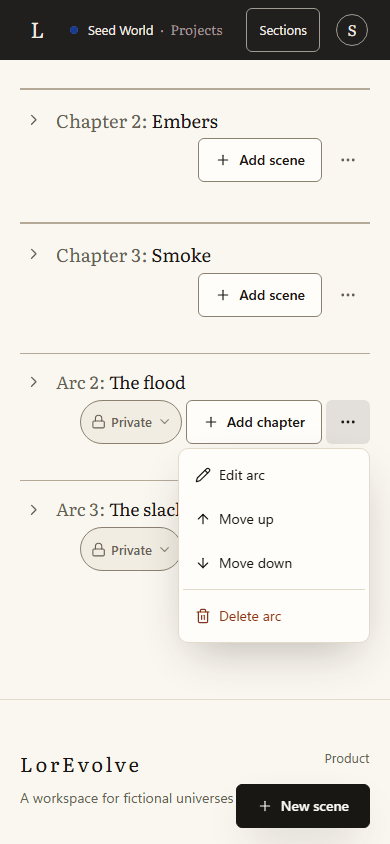 L
Seed World · Projects
Sections
S
Chapter 2: Embers
Add scene
Chapter 3: Smoke
Add scene
Arc 2: The flood
Private
Add chapter
Edit arc
Move up
Move down
Delete arc
Arc 3: The
Private
LorEvolve
Product
A workspace for fictional universes
New scene